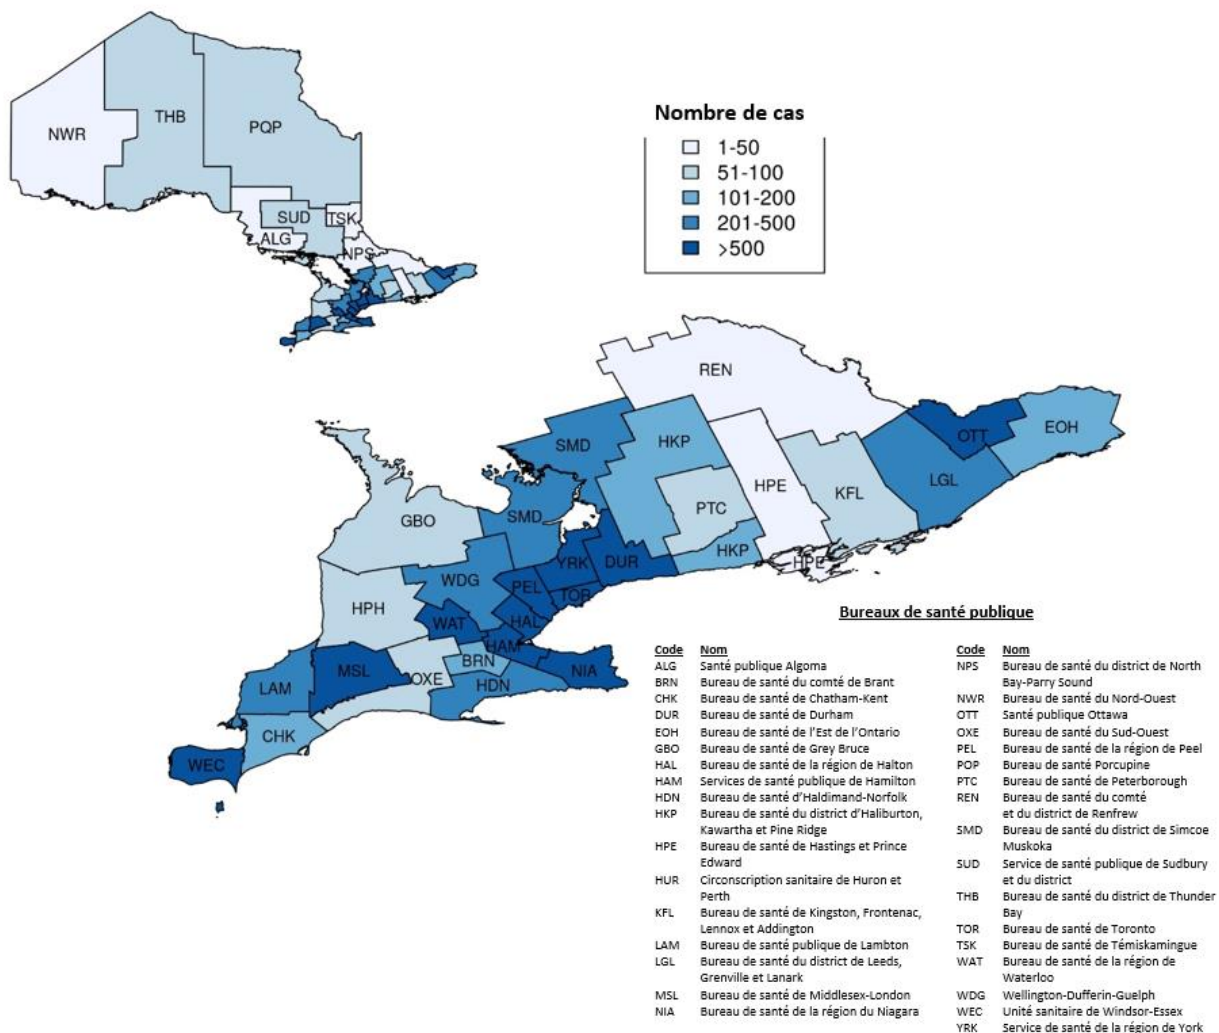 NWR
THB
PQP
SUD
TSK
ALG
NPS
Nombre de cas
1-50
51-100
101-200
201-500
>500
REN
SMD
HKP
OTT
EOH
LGL
HPE
KFL
PTC
GBO
SMD
HKP
HPE
YRK
DUR
WDG
PEL
TOR
HPH
WAT
HAL
HAM
BRN
NIA
MSL
OXE
HDN
LAM
CHK
WEC
Bureaux de santé publique
Code Nom
ALG Santé publique Algoma
BRN Bureau de santé du comté de Brant
CHK Bureau de santé de Chatham-Kent
DUR Bureau de santé de Durham
EOH Bureau de santé de l'Est de l'Ontario
GBO Bureau de santé de Grey Bruce
HAL Bureau de santé de la région de Halton
HAM Services de santé publique de Hamilton
HDN Bureau de santé d'Haldimand-Norfolk
HKP Bureau de santé du district d'Haliburton,
Kawartha et Pine Ridge
HPE Bureau de santé de Hastings et Prince
Edward
HUR Circonscription sanitaire de Huron et
Perth
KFL Bureau de santé de Kingston, Frontenac,
Lennox et Addington
LAM Bureau de santé publique de Lambton
LGL Bureau de santé du district de Leeds,
Grenville et Lanark
MSL Bureau de santé de Middlesex-London
NIA Bureau de santé de la région du Niagara
Code Nom
NPS Bureau de santé du district de North
Bay-Parry Sound
NWR Bureau de santé du Nord-Ouest
OTT Santé publique Ottawa
OXE Bureau de santé du Sud-Ouest
PEL Bureau de santé de la région de Peel
POP Bureau de santé Porcupine
PTC Bureau de santé de Peterborough
REN Bureau de santé du comté
et du district de Renfrew
SMD Bureau de santé du district de Simcoe
Muskoka
SUD Service de santé publique de Sudbury
et du district
THB Bureau de santé du district de Thunder
Bay
TOR Bureau de santé de Toronto
TSK Bureau de santé de Témiskamingue
WAT Bureau de santé de la région de
Waterloo
WDG Wellington-Dufferin-Guelph
WEC Unité sanitaire de Windsor-Essex
YRK Service de santé de la région de York